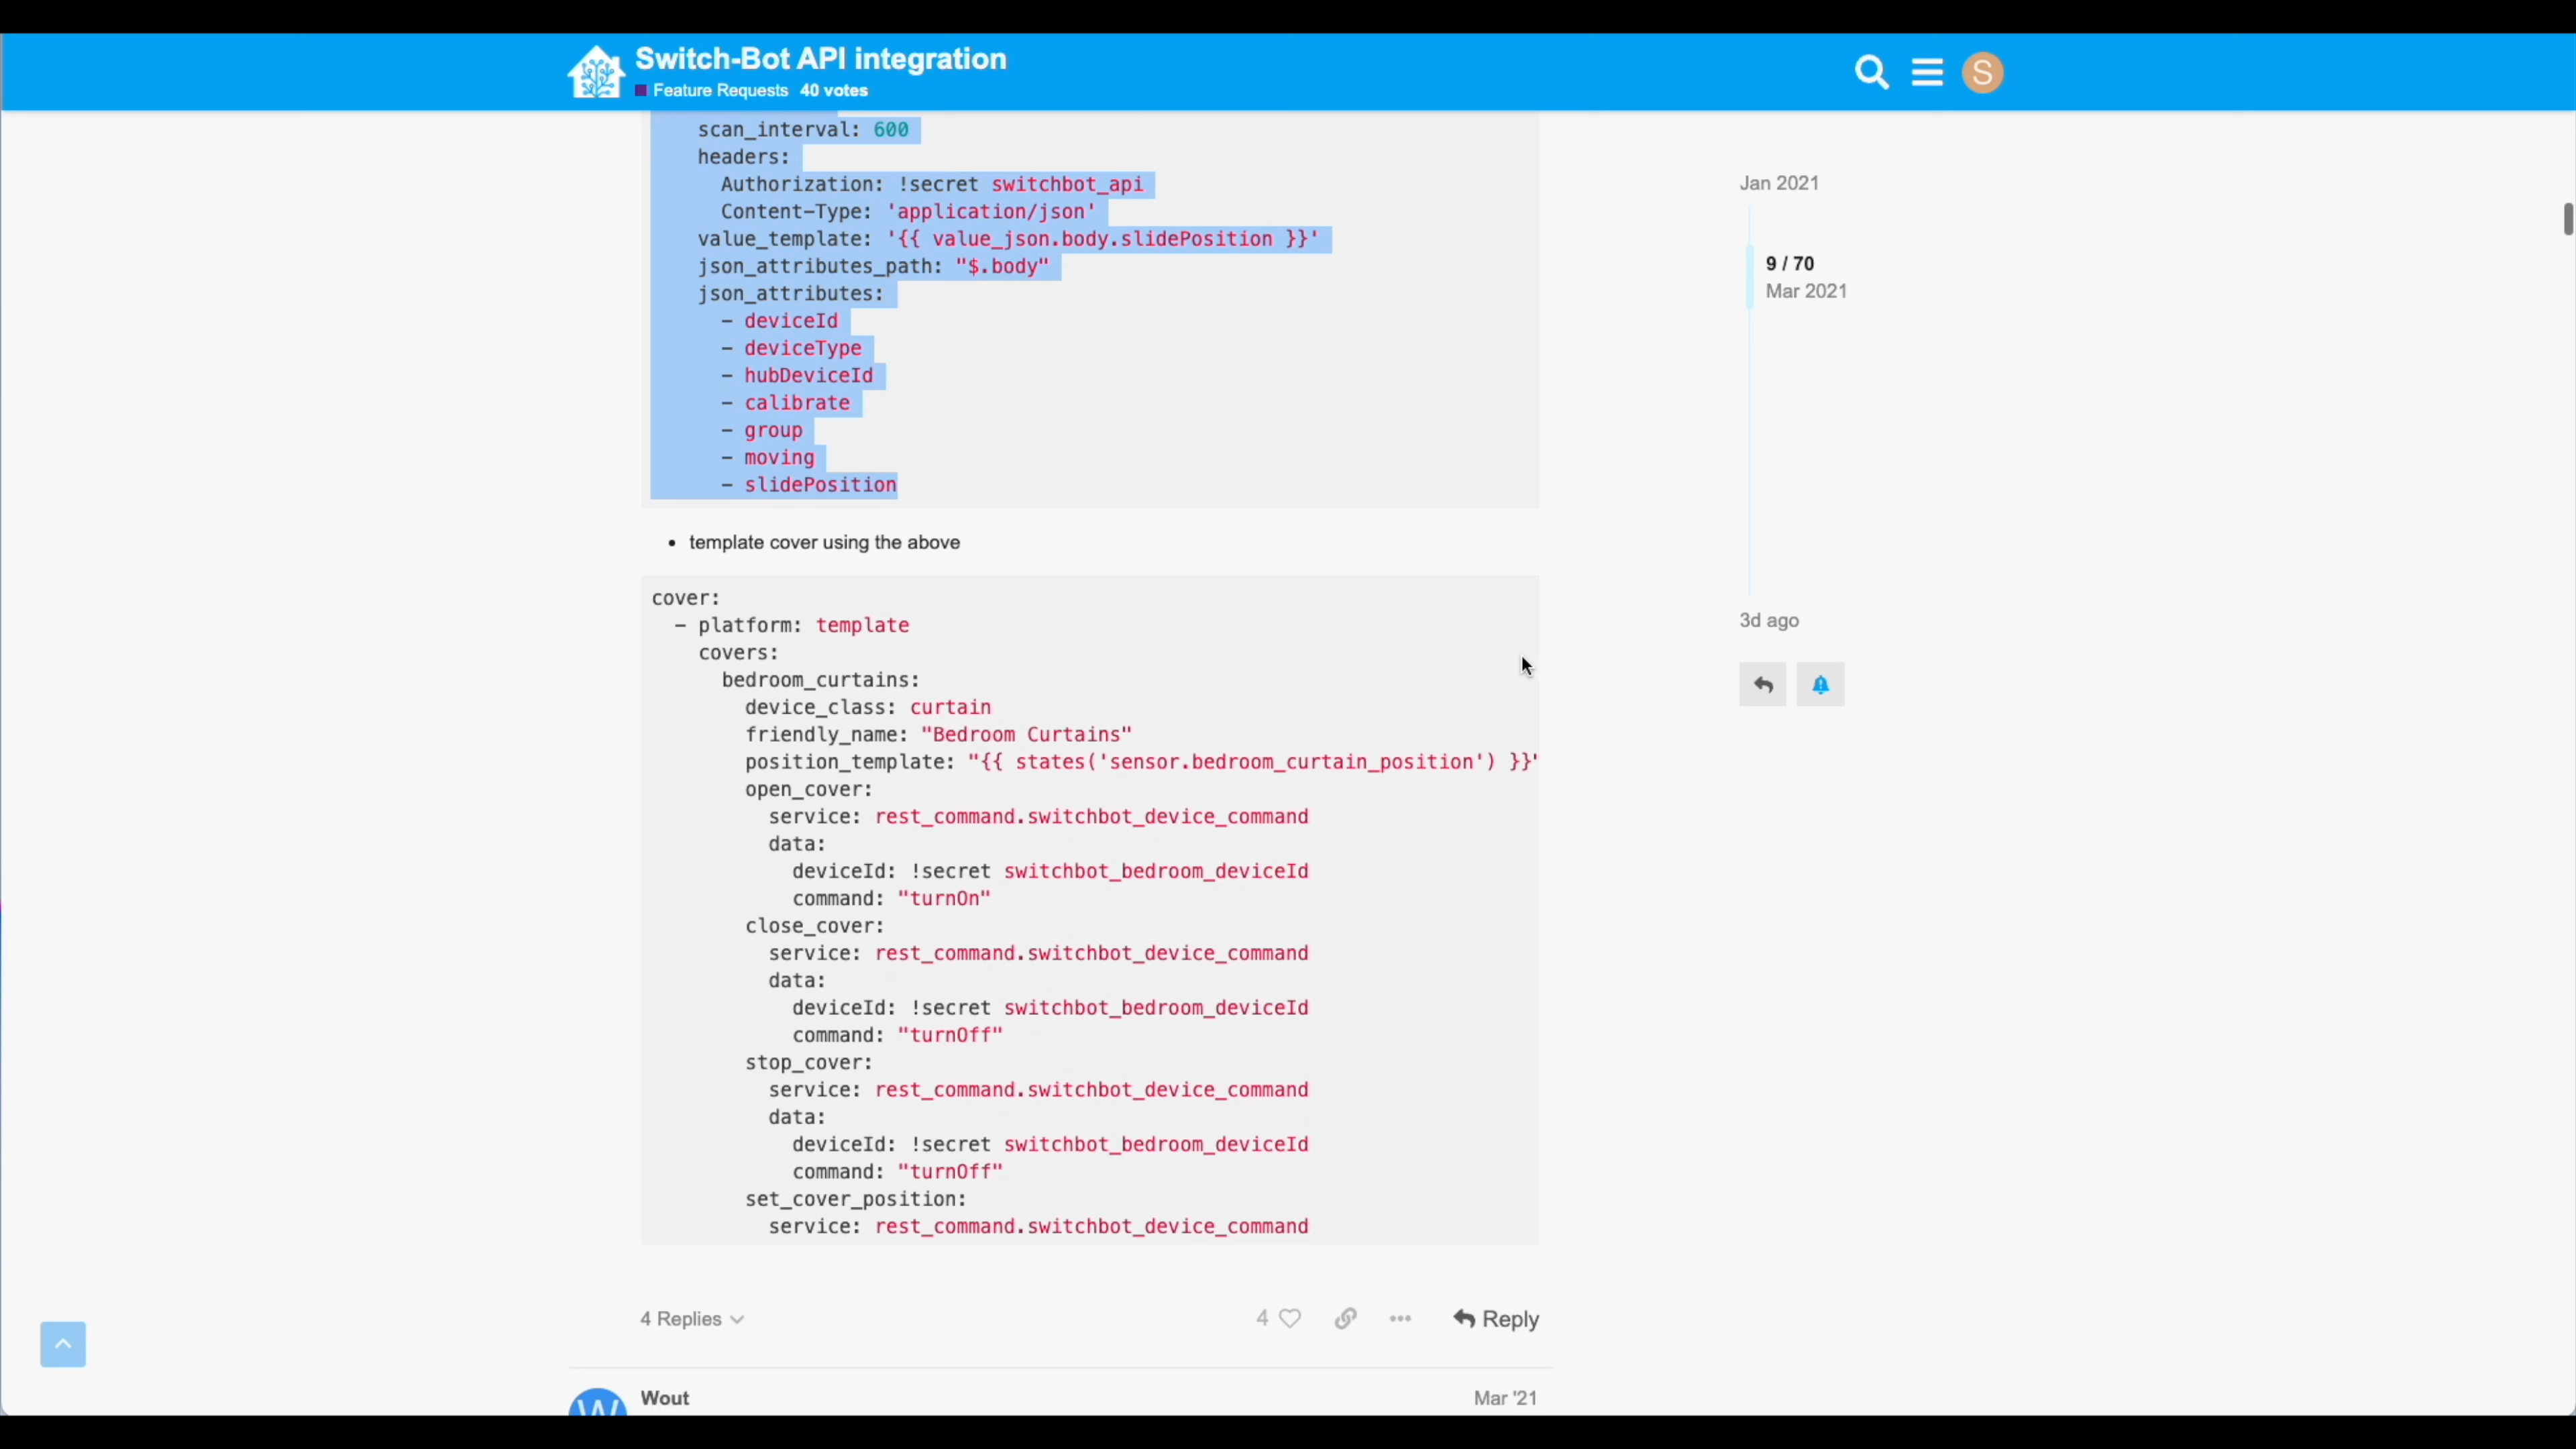 Switch-Bot API integration
Feature Requests 40 votes
S
scan_interval: 600
headers:
Authorization: !secret switchbot_api
Content-Type: 'application/json'
value_template: '{{ value_json.body.slidePosition }}'
json_attributes_path: "$.body"
json_attributes:
- deviceId
- deviceType
- hubDeviceId
- calibrate
- group
- moving
- slidePosition
• template cover using the above
cover:
- platform: template
covers:
bedroom_curtains:
device_class: curtain
friendly_name: "Bedroom Curtains"
position_template: "{{ states('sensor.bedroom_curtain_position') }}"
open_cover:
service: rest_command.switchbot_device_command
data:
deviceId: !secret switchbot_bedroom_deviceId
command: "turnOn"
close_cover:
service: rest_command.switchbot_device_command
data:
deviceId: !secret switchbot_bedroom_deviceId
command: "turnOff"
stop_cover:
service: rest_command.switchbot_device_command
data:
deviceId: !secret switchbot_bedroom_deviceId
command: "turnOff"
set_cover_position:
service: rest_command.switchbot_device_command
4 Replies
4
Reply
W
Wout
Mar '21
Jan 2021
9 / 70
Mar 2021
3d ago